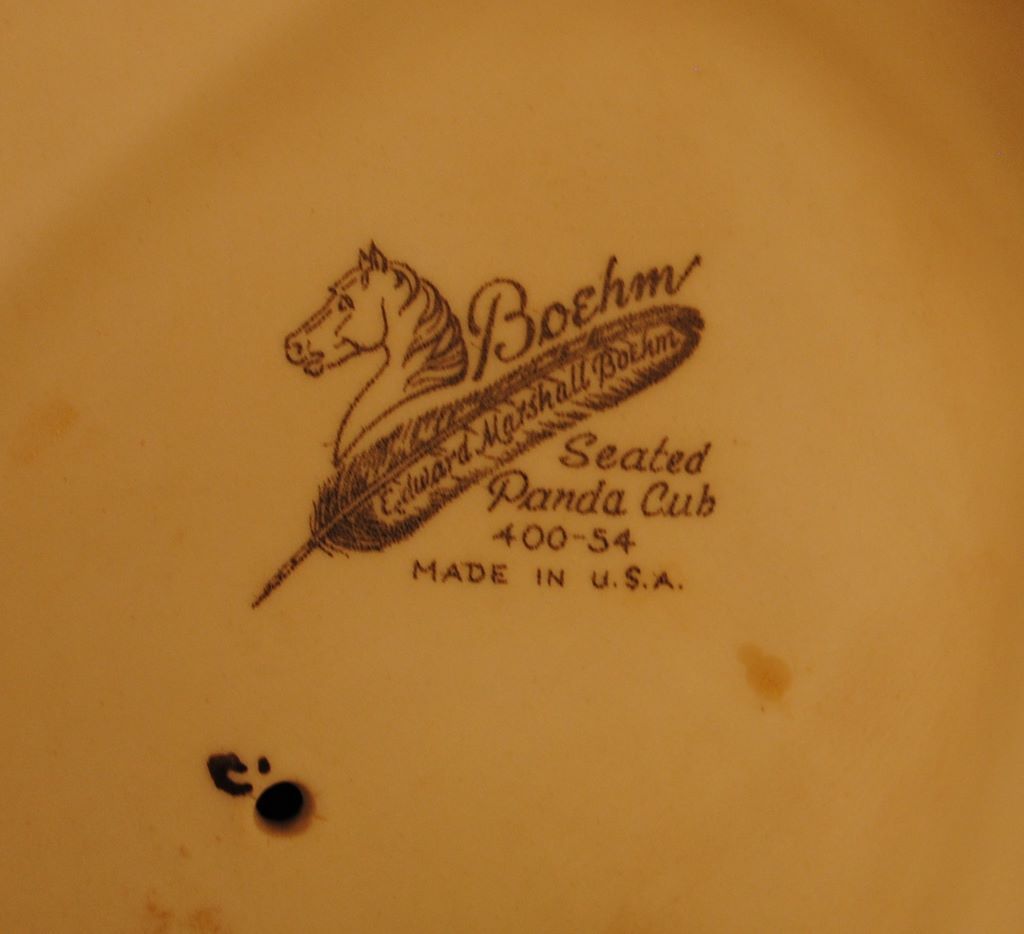 Boehm
Edward Marshall Boehm
Seated
Panda Cub
400-54
MADE IN U.S.A.